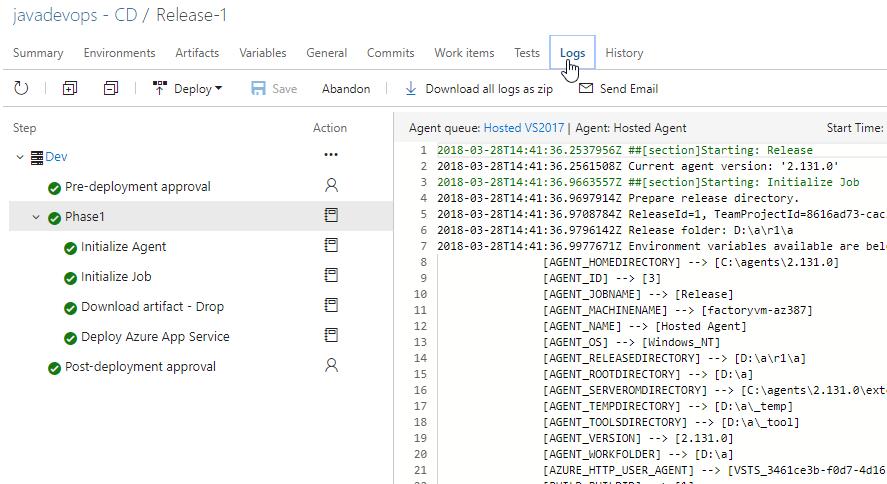 javadevops - CD / Release-1
Summary Environments Artifacts Variables General Commits Work items Tests Logs History
Deploy Save Abandon Download all logs as zip Send Email
Step Action
Dev
Pre-deployment approval
Phase1
Initialize Agent
Initialize Job
Download artifact - Drop
Deploy Azure App Service
Post-deployment approval
Agent queue: Hosted VS2017 | Agent: Hosted Agent Start Time:
1 2018-03-28T14:41:36.2537956Z ##[section]Starting: Release
2 2018-03-28T14:41:36.2561508Z Current agent version: '2.131.0'
3 2018-03-28T14:41:36.9663557Z ##[section]Starting: Initialize Job
4 2018-03-28T14:41:36.9697914Z Prepare release directory.
5 2018-03-28T14:41:36.9708784Z ReleaseId=1, TeamProjectId=8616ad73-cac
6 2018-03-28T14:41:36.9796142Z Release folder: D:\a\r1\a
7 2018-03-28T14:41:36.9977671Z Environment variables available are bel
8 [AGENT_HOMEDIRECTORY] --> [C:\agents\2.131.0]
9 [AGENT_ID] --> [3]
10 [AGENT_JOBNAME] --> [Release]
11 [AGENT_MACHINENAME] --> [factoryvm-az387]
12 [AGENT_NAME] --> [Hosted Agent]
13 [AGENT_OS] --> [Windows_NT]
14 [AGENT_RELEASEDIRECTORY] --> [D:\a\r1\a]
15 [AGENT_ROOTDIRECTORY] --> [D:\a]
16 [AGENT_SERVEROMDIRECTORY] --> [C:\agents\2.131.0\ext
17 [AGENT_TEMPDIRECTORY] --> [D:\a\_temp]
18 [AGENT_TOOLSDIRECTORY] --> [D:\a\_tool]
19 [AGENT_VERSION] --> [2.131.0]
20 [AGENT_WORKFOLDER] --> [D:\a]
21 [AZURE_HTTP_USER_AGENT] --> [VSTS_3461ce3b-f0d7-4d16